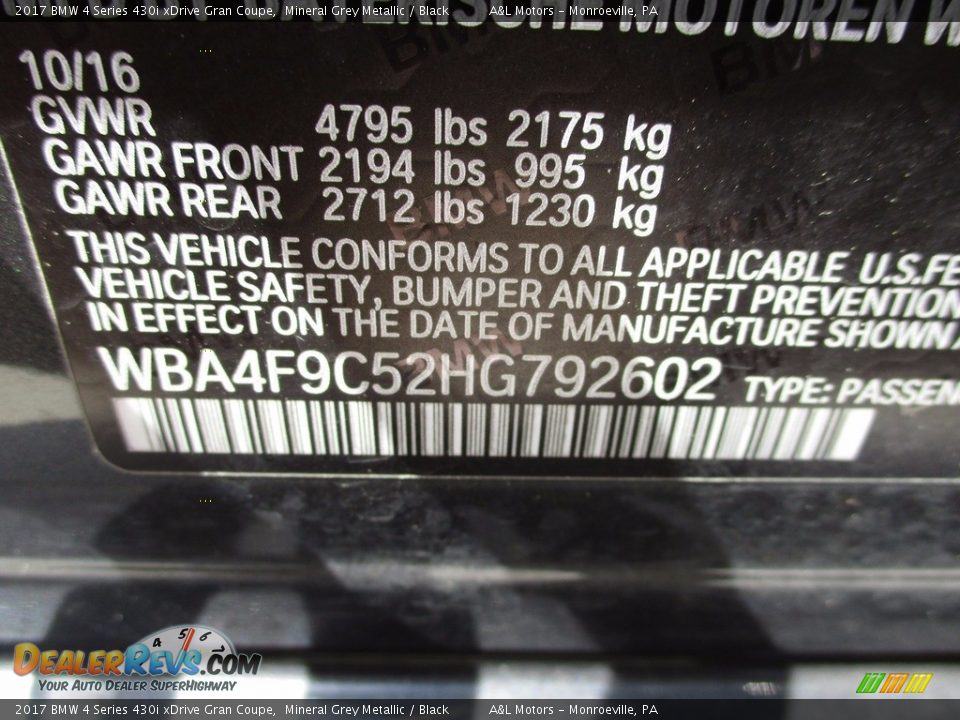 2017 BMW 4 Series 430i xDrive Gran Coupe, Mineral Grey Metallic / Black A&L Motors – Monroeville, PA
MOTOREN W
10/16
GVWR 4795 lbs 2175 kg
GAWR FRONT 2194 lbs 995 kg
GAWR REAR 2712 lbs 1230 kg
THIS VEHICLE CONFORMS TO ALL APPLICABLE U.S.FE
VEHICLE SAFETY, BUMPER AND THEFT PREVENTION
IN EFFECT ON THE DATE OF MANUFACTURE SHOWN
WBA4F9C52HG792602 TYPE: PASSEN
4 5 6
DEALERREVS.COM
YOUR AUTO DEALER SUPERHIGHWAY
2017 BMW 4 Series 430i xDrive Gran Coupe, Mineral Grey Metallic / Black A&L Motors – Monroeville, PA